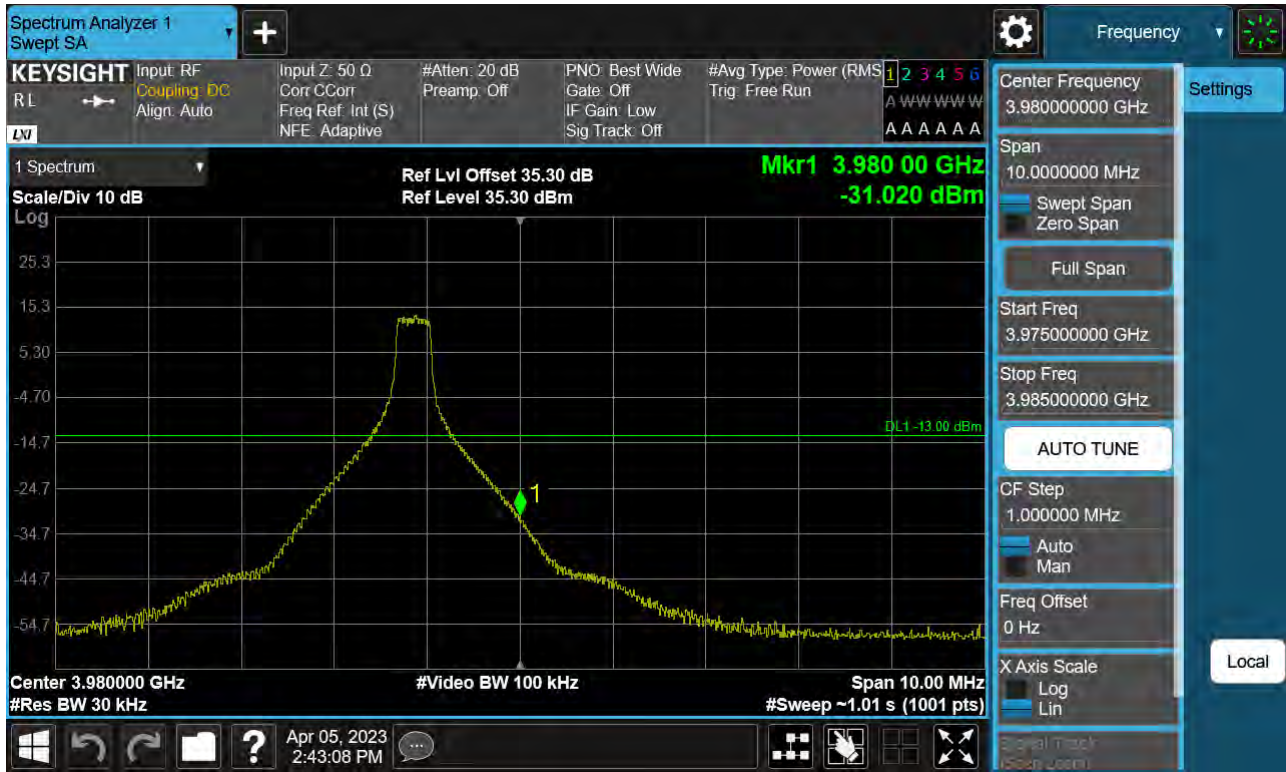 Spectrum Analyzer 1
Swept SA
Frequency
KEYSIGHT
RL
LXI
Input: RF
Coupling: DC
Align: Auto
Input Z: 50 Ω
Corr CCorr
Freq Ref: Int (S)
NFE: Adaptive
#Atten: 20 dB
Preamp: Off
PNO: Best Wide
Gate: Off
IF Gain: Low
Sig Track: Off
#Avg Type: Power (RMS
Trig: Free Run
1 2 3 4 5 6
A W W W W W
A A A A A A
1 Spectrum
Scale/Div 10 dB
Log
Ref Lvl Offset 35.30 dB
Ref Level 35.30 dBm
Mkr1 3.980 00 GHz
-31.020 dBm
25.3
15.3
5.30
-4.70
-14.7
-24.7
-34.7
-44.7
-54.7
DL1 -13.00 dBm
1
Center 3.980000 GHz
#Res BW 30 kHz
#Video BW 100 kHz
Span 10.00 MHz
#Sweep ~1.01 s (1001 pts)
Center Frequency
3.980000000 GHz
Settings
Span
10.0000000 MHz
Swept Span
Zero Span
Full Span
Start Freq
3.975000000 GHz
Stop Freq
3.985000000 GHz
AUTO TUNE
CF Step
1.000000 MHz
Auto
Man
Freq Offset
0 Hz
X Axis Scale
Log
Lin
Signal Track
(Span Zoom)
Local
?
Apr 05, 2023
2:43:08 PM